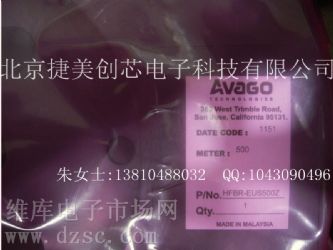 北京捷美创芯电子科技有限公司
AVAGO
TECHNOLOGIES
350 West Trimble Road,
San Jose, California 95131.
DATE CODE : 1151
METER : 500
朱女士:13810488032 QQ:1043090496
P/No. HFBR-EUS500Z
Qty. 1
维库电子市场网
MADE IN MALAYSIA
www.dzsc.com